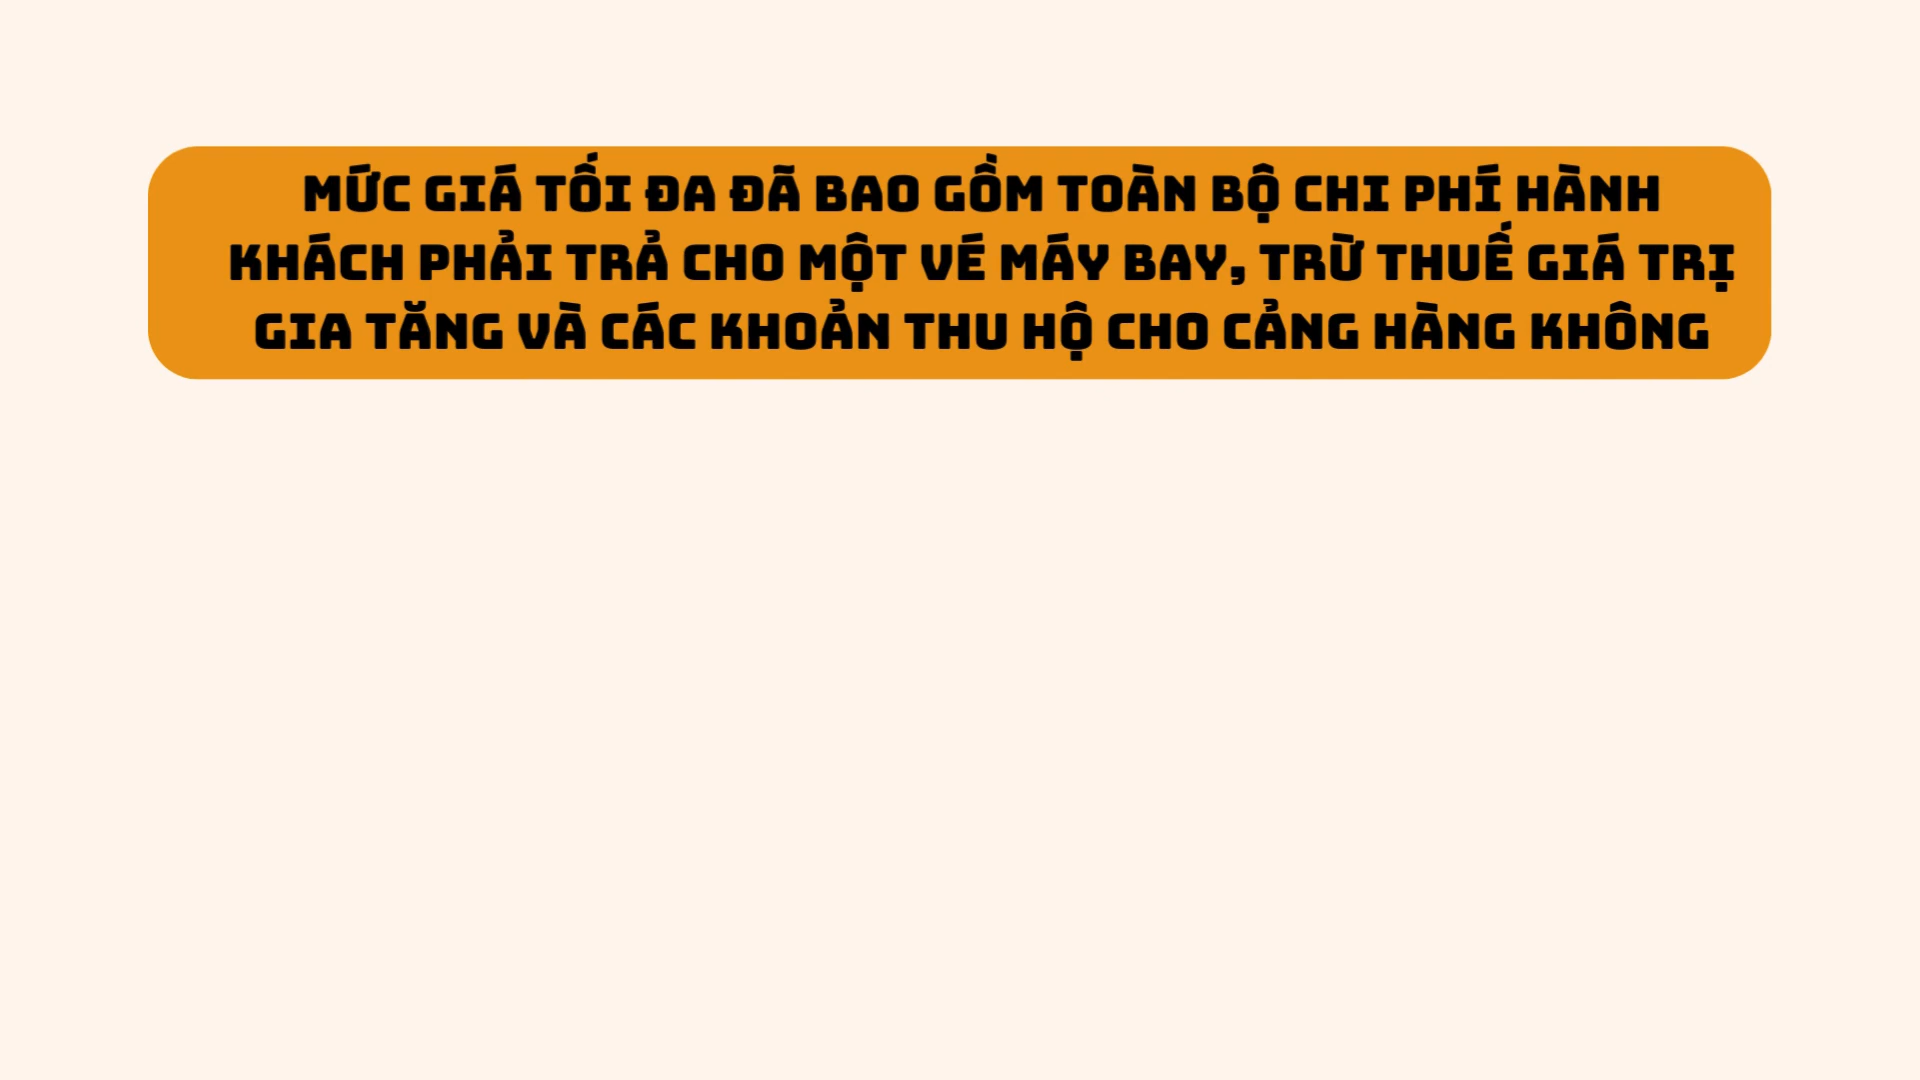 MỨC GIÁ TỐI ĐA ĐÃ BAO GỒM TOÀN BỘ CHI PHÍ HÀNH
KHÁCH PHẢI TRẢ CHO MỘT VÉ MÁY BAY, TRỪ THUẾ GIÁ TRỊ
GIA TĂNG VÀ CÁC KHOẢN THU HỘ CHO CẢNG HÀNG KHÔNG